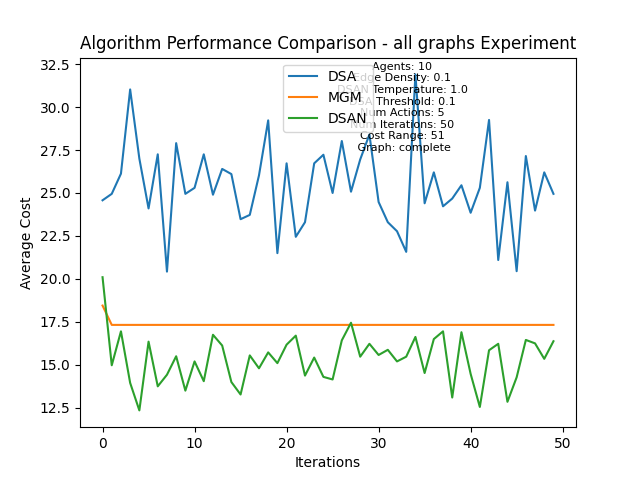 Algorithm Performance Comparison - all graphs Experiment
Average Cost
32.5
30.0
27.5
25.0
22.5
20.0
17.5
15.0
12.5
DSA
MGM
DSAN
Agents: 10
Edge Density: 0.1
DSAN Temperature: 1.0
DSA Threshold: 0.1
Num Actions: 5
Num Iterations: 50
Cost Range: 51
Graph: complete
0
10
20
30
40
50
Iterations